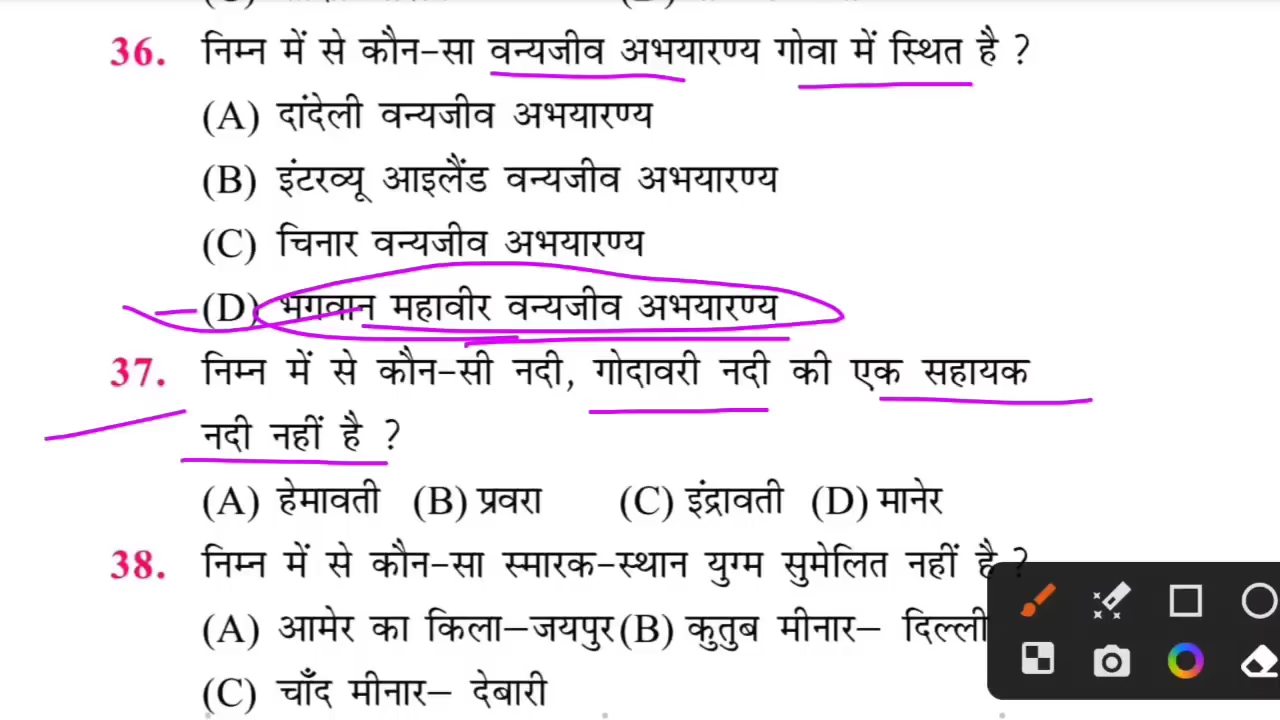 36. निम्न में से कौन-सा वन्यजीव अभयारण्य गोवा में स्थित है ?
(A) दांदेली वन्यजीव अभयारण्य
(B) इंटरव्यू आइलैंड वन्यजीव अभयारण्य
(C) चिनार वन्यजीव अभयारण्य
(D) भगवान महावीर वन्यजीव अभयारण्य
37. निम्न में से कौन-सी नदी, गोदावरी नदी की एक सहायक
नदी नहीं है ?
(A) हेमावती (B) प्रवरा (C) इंद्रावती (D) मानेर
38. निम्न में से कौन-सा स्मारक-स्थान युग्म सुमेलित नहीं है ?
(A) आमेर का किला–जयपुर (B) कुतुब मीनार– दिल्ली
(C) चाँद मीनार– देबारी